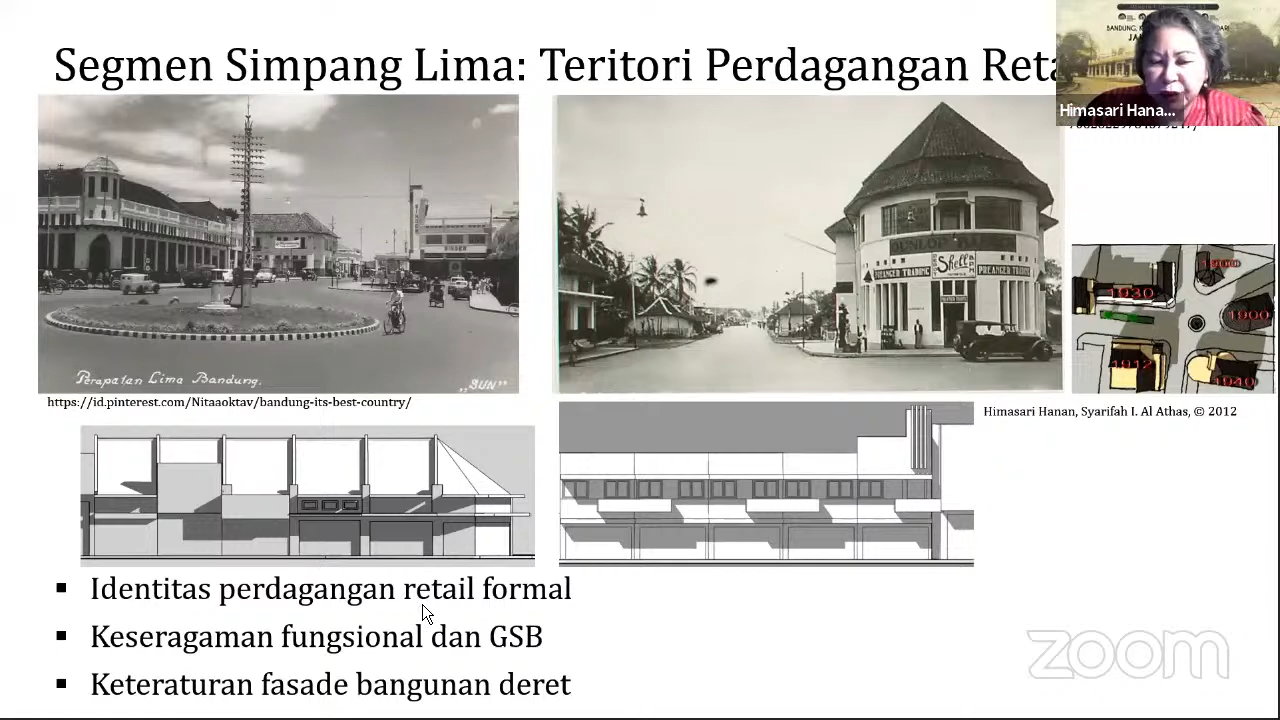 Segmen Simpang Lima: Teritori Perdagangan Reta
Himasari Hana...
Perapatan Lima Bandung.
„SUN”
DUNLOP
Shell
PREANGER TRADING
PREANGER TRADING
1930
1900
1900
1912
1940
https://id.pinterest.com/Nitaaoktav/bandung-its-best-country/
Himasari Hanan, Syarifah I. Al Athas, © 2012
▪ Identitas perdagangan retail formal
▪ Keseragaman fungsional dan GSB
▪ Keteraturan fasade bangunan deret
zoom